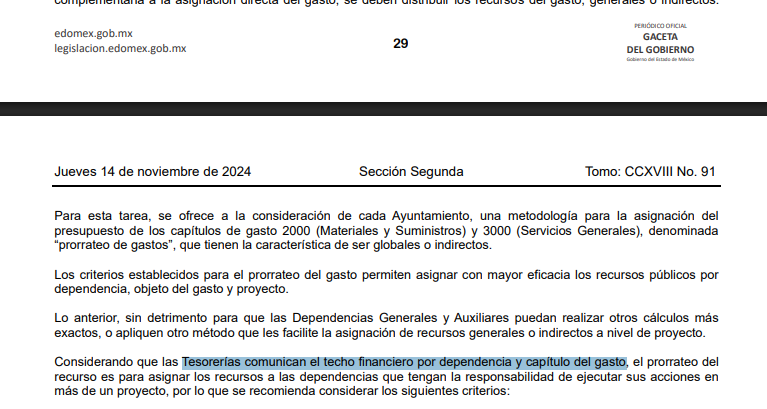 complementaria a la asignación directa del gasto, se deben distribuir los recursos del gasto, generales o indirectos.
edomex.gob.mx
legislacion.edomex.gob.mx
29
PERIÓDICO OFICIAL
GACETA
DEL GOBIERNO
Gobierno del Estado de México
Jueves 14 de noviembre de 2024 Sección Segunda Tomo: CCXVIII No. 91
Para esta tarea, se ofrece a la consideración de cada Ayuntamiento, una metodología para la asignación del
presupuesto de los capítulos de gasto 2000 (Materiales y Suministros) y 3000 (Servicios Generales), denominada
“prorrateo de gastos”, que tienen la característica de ser globales o indirectos.
Los criterios establecidos para el prorrateo del gasto permiten asignar con mayor eficacia los recursos públicos por
dependencia, objeto del gasto y proyecto.
Lo anterior, sin detrimento para que las Dependencias Generales y Auxiliares puedan realizar otros cálculos más
exactos, o apliquen otro método que les facilite la asignación de recursos generales o indirectos a nivel de proyecto.
Considerando que las Tesorerías comunican el techo financiero por dependencia y capítulo del gasto, el prorrateo del
recurso es para asignar los recursos a las dependencias que tengan la responsabilidad de ejecutar sus acciones en
más de un proyecto, por lo que se recomienda considerar los siguientes criterios: